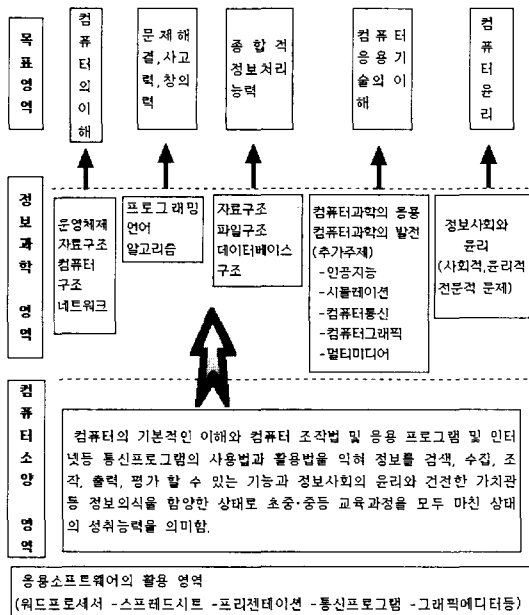 목표영역
컴퓨터의 이해
문제해
결,사고
력,창의
력
종합적
정보처리
능력
컴퓨터
응용기
술의 이
해
컴퓨터윤리
정보과학 영역
운영체제
자료구조
컴퓨터
구조
네트워크
프로그래밍
언어
알고리즘
자료구조
파일구조
데이터베이스
구조
컴퓨터과학의 응용
컴퓨터과학의 발전
(추가주제)
-인공지능
-시뮬레이션
-컴퓨터통신
-컴퓨터그래픽
-멀티미디어
정보사회와
윤리
(사회적,윤리적
전문적 문제)
컴퓨터소양 영역
컴퓨터의 기본적인 이해와 컴퓨터 조작법 및 응용 프로그램 및 인터
넷등 통신프로그램의 사용법과 활용법을 익혀 정보를 검색, 수집, 조
작, 출력, 평가 할 수 있는 기능과 정보사회의 윤리와 건전한 가치관
등 정보의식을 함양한 상태로 초중·중등 교육과정을 모두 마친 상태
의 성취능력을 의미함.
응용소프트웨어의 활용 영역
(워드프로세서 -스프레드시트 -프리젠테이션 -통신프로그램 -그래픽에디터등)